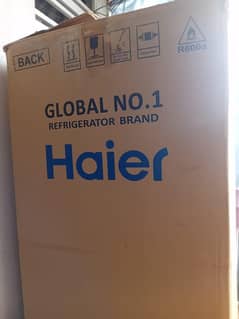 BACK
R600a
GLOBAL NO.1
REFRIGERATOR BRAND
Haier